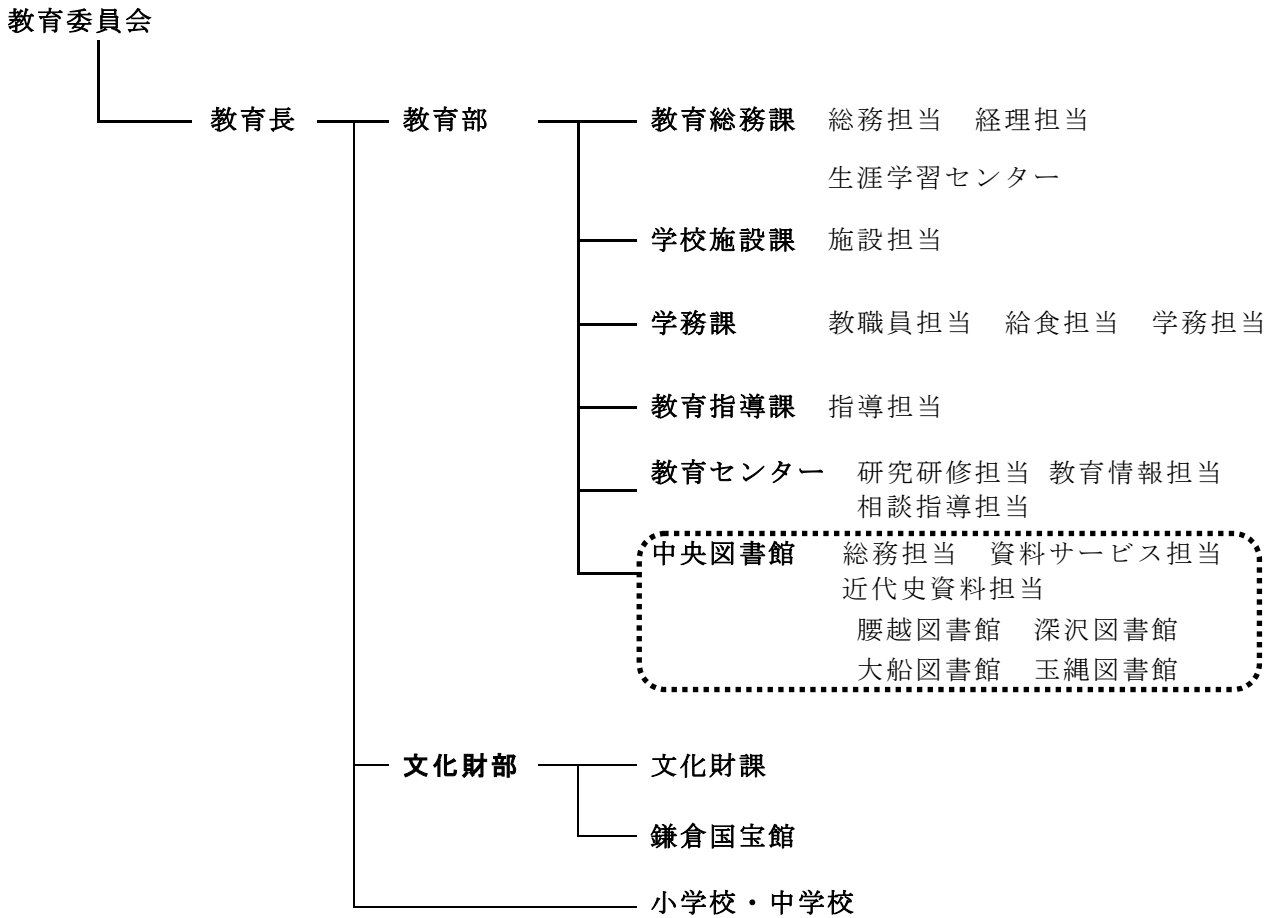 教育委員会
教育長 教育部 教育総務課 総務担当 経理担当
生涯学習センター
学校施設課 施設担当
学務課 教職員担当 給食担当 学務担当
教育指導課 指導担当
教育センター 研究研修担当 教育情報担当
相談指導担当
中央図書館 総務担当 資料サービス担当
近代史資料担当
腰越図書館 深沢図書館
大船図書館 玉縄図書館
文化財部 文化財課
鎌倉国宝館
小学校・中学校